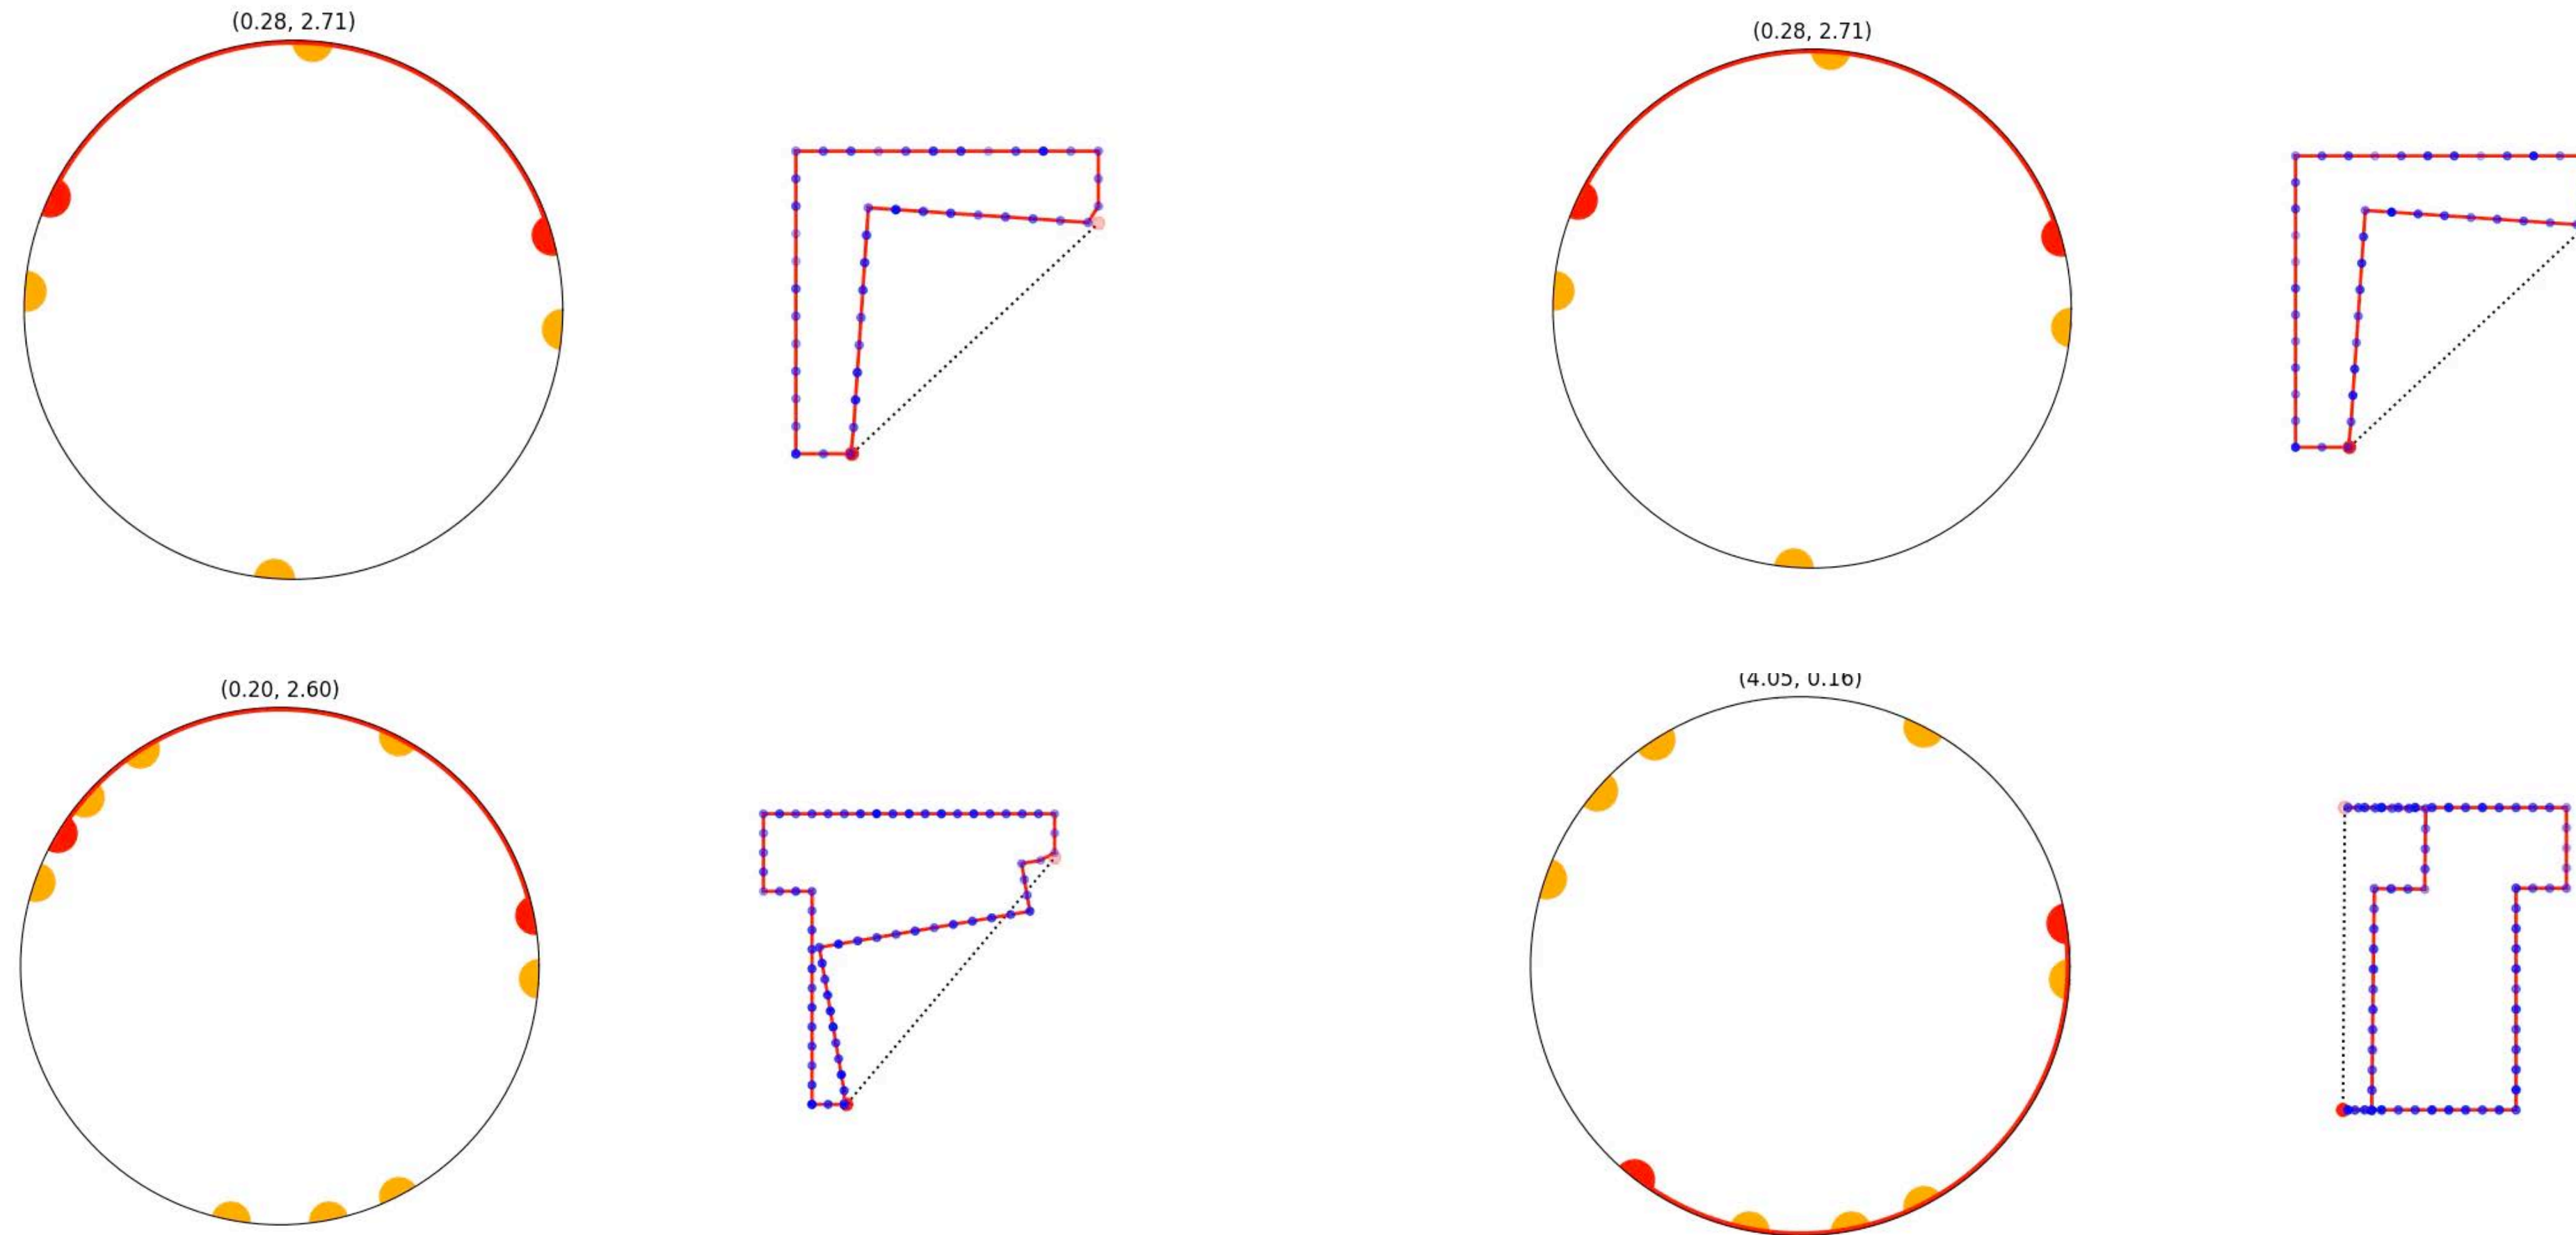 (0.28, 2.71)
(0.28, 2.71)
(0.20, 2.60)
(4.05, 0.16)